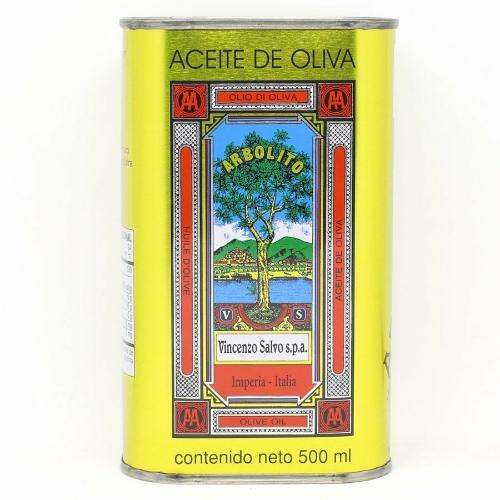 ACEITE DE OLIVA
AA
OLIO DI OLIVA
AA
ARBOLITO
HUILE D'OLIVE
ACEITE DE OLIVA
V
S
Vincenzo Salvo s.p.a.
Imperia - Italia
AA
OLIVE OIL
AA
contenido neto 500 ml